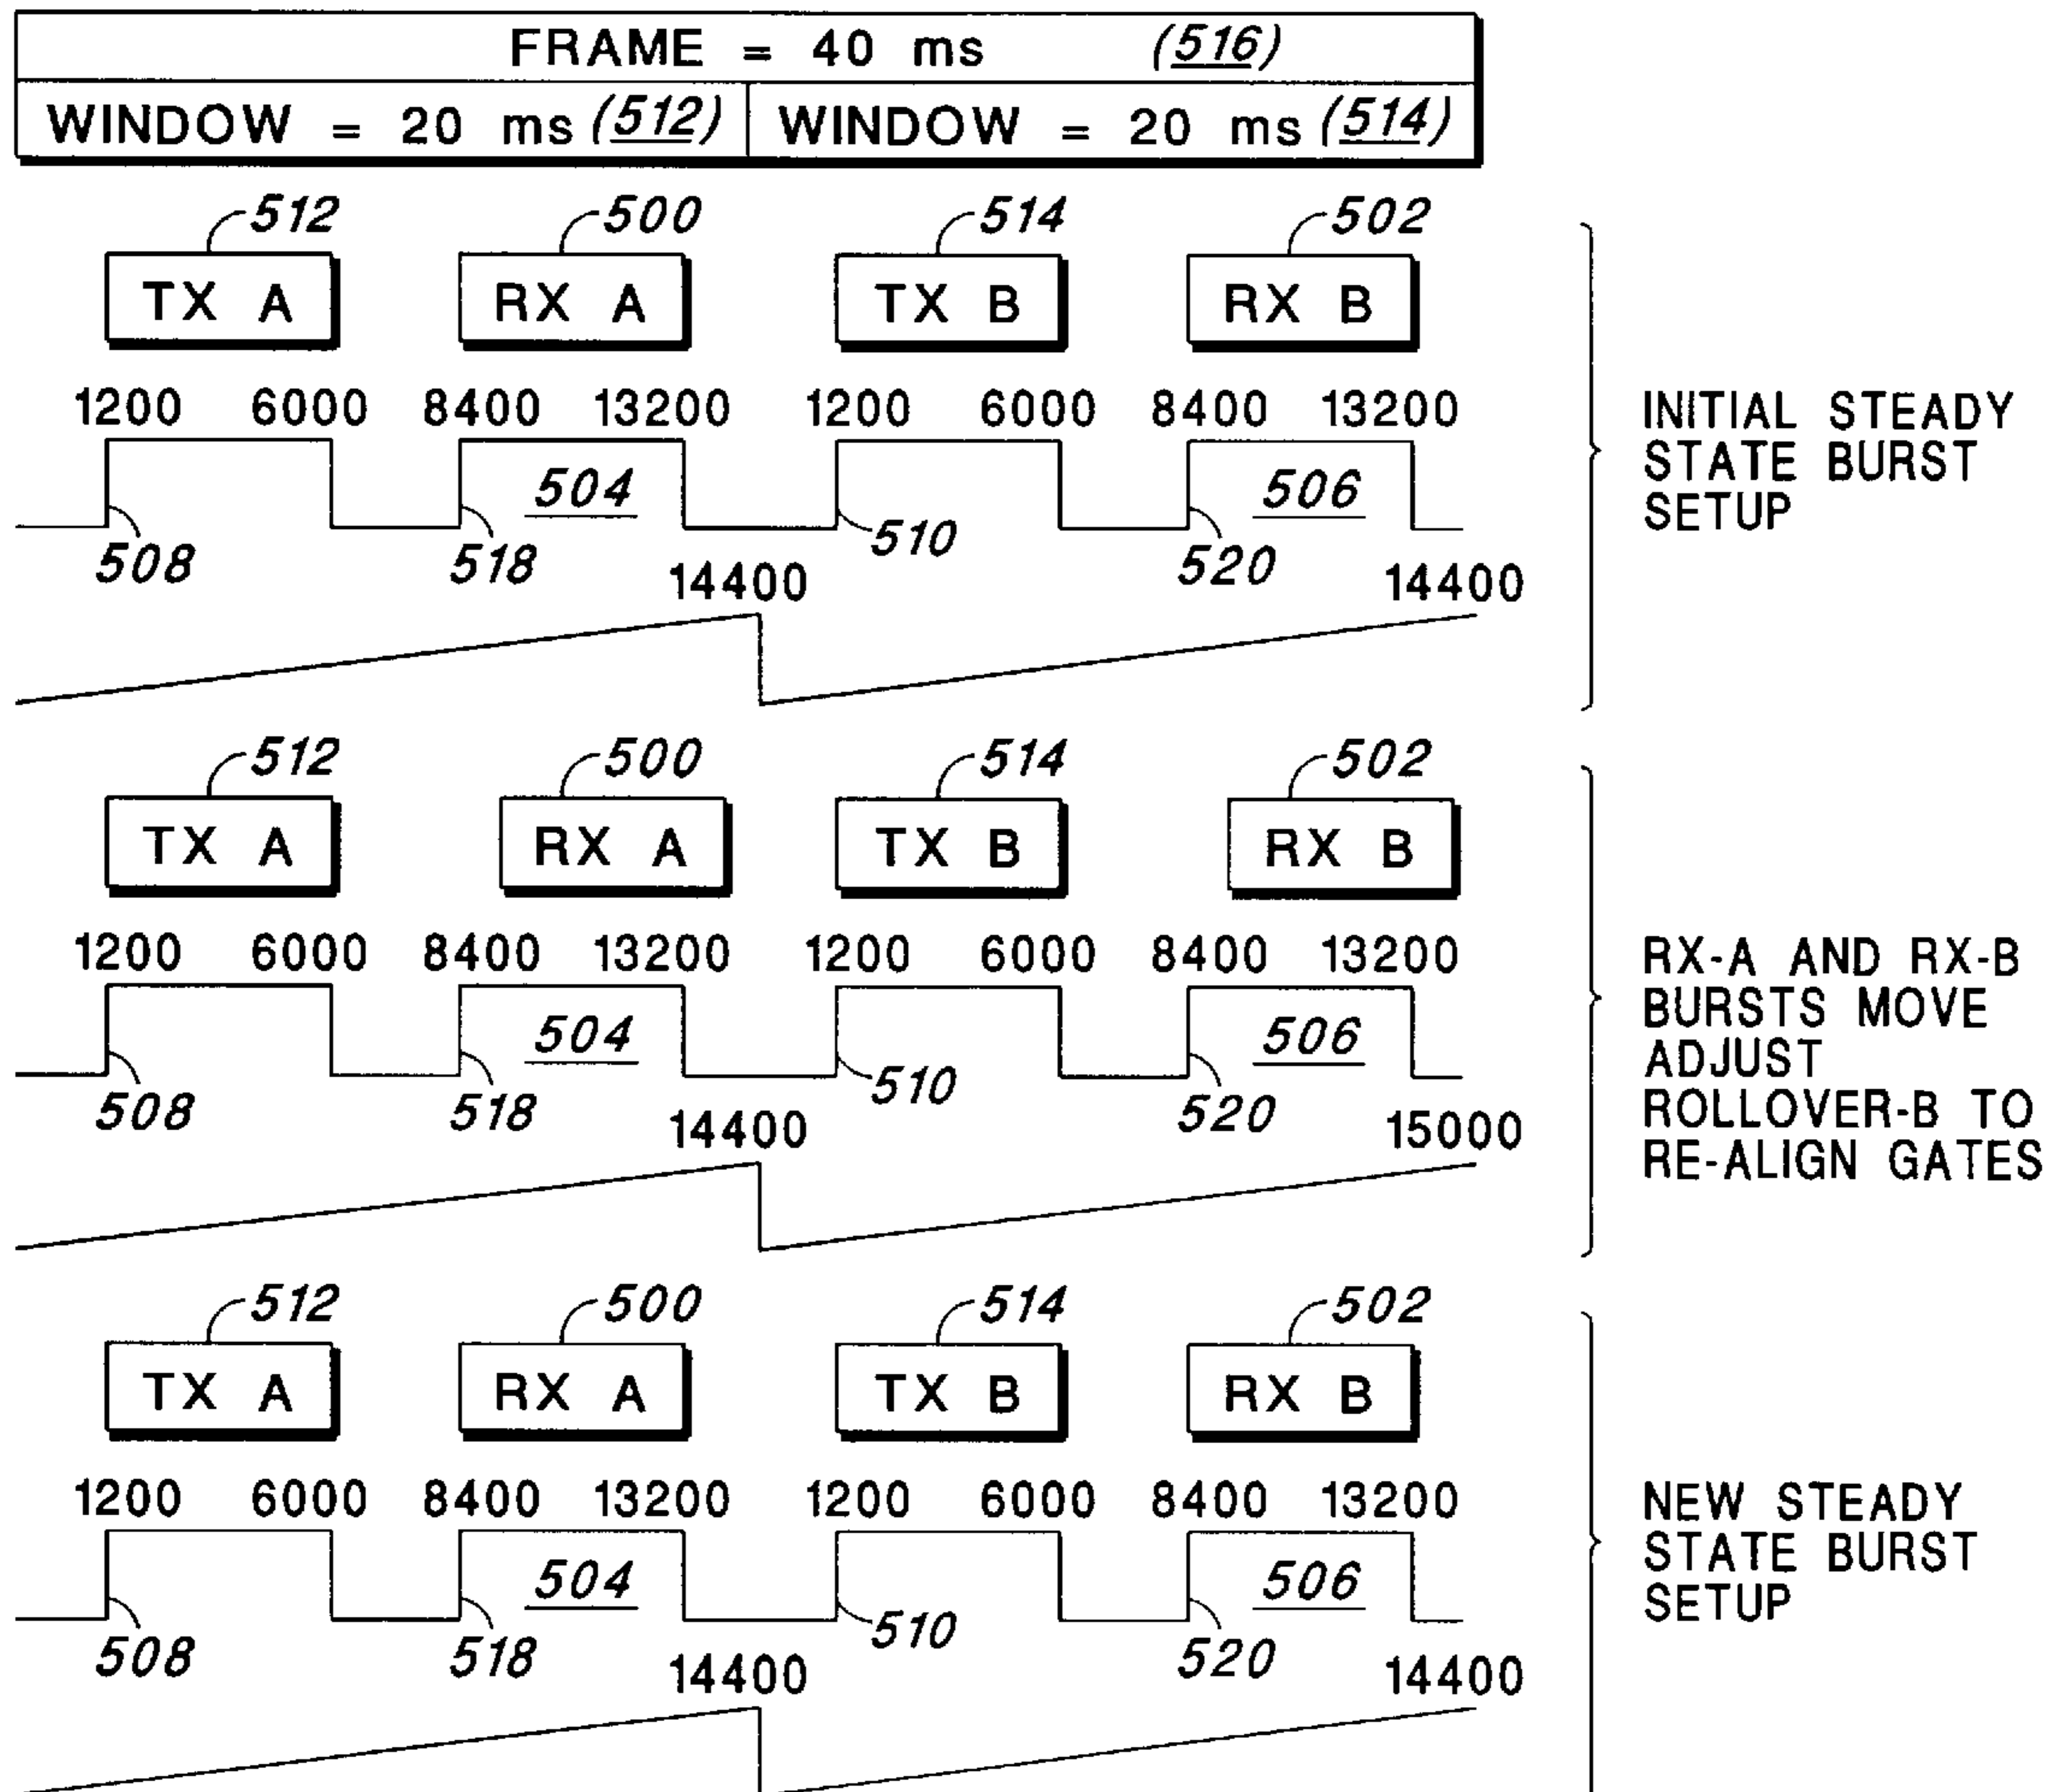 FRAME = 40 ms (516)
WINDOW = 20 ms (512) WINDOW = 20 ms (514)
512 500 514 502
TX A RX A TX B RX B
1200 6000 8400 13200 1200 6000 8400 13200
504 506
508 518 510 520
14400 14400
INITIAL STEADY
STATE BURST
SETUP
512 500 514 502
TX A RX A TX B RX B
1200 6000 8400 13200 1200 6000 8400 13200
504 506
508 518 510 520
14400 15000
RX-A AND RX-B
BURSTS MOVE
ADJUST
ROLLOVER-B TO
RE-ALIGN GATES
512 500 514 502
TX A RX A TX B RX B
1200 6000 8400 13200 1200 6000 8400 13200
504 506
508 518 510 520
14400 14400
NEW STEADY
STATE BURST
SETUP